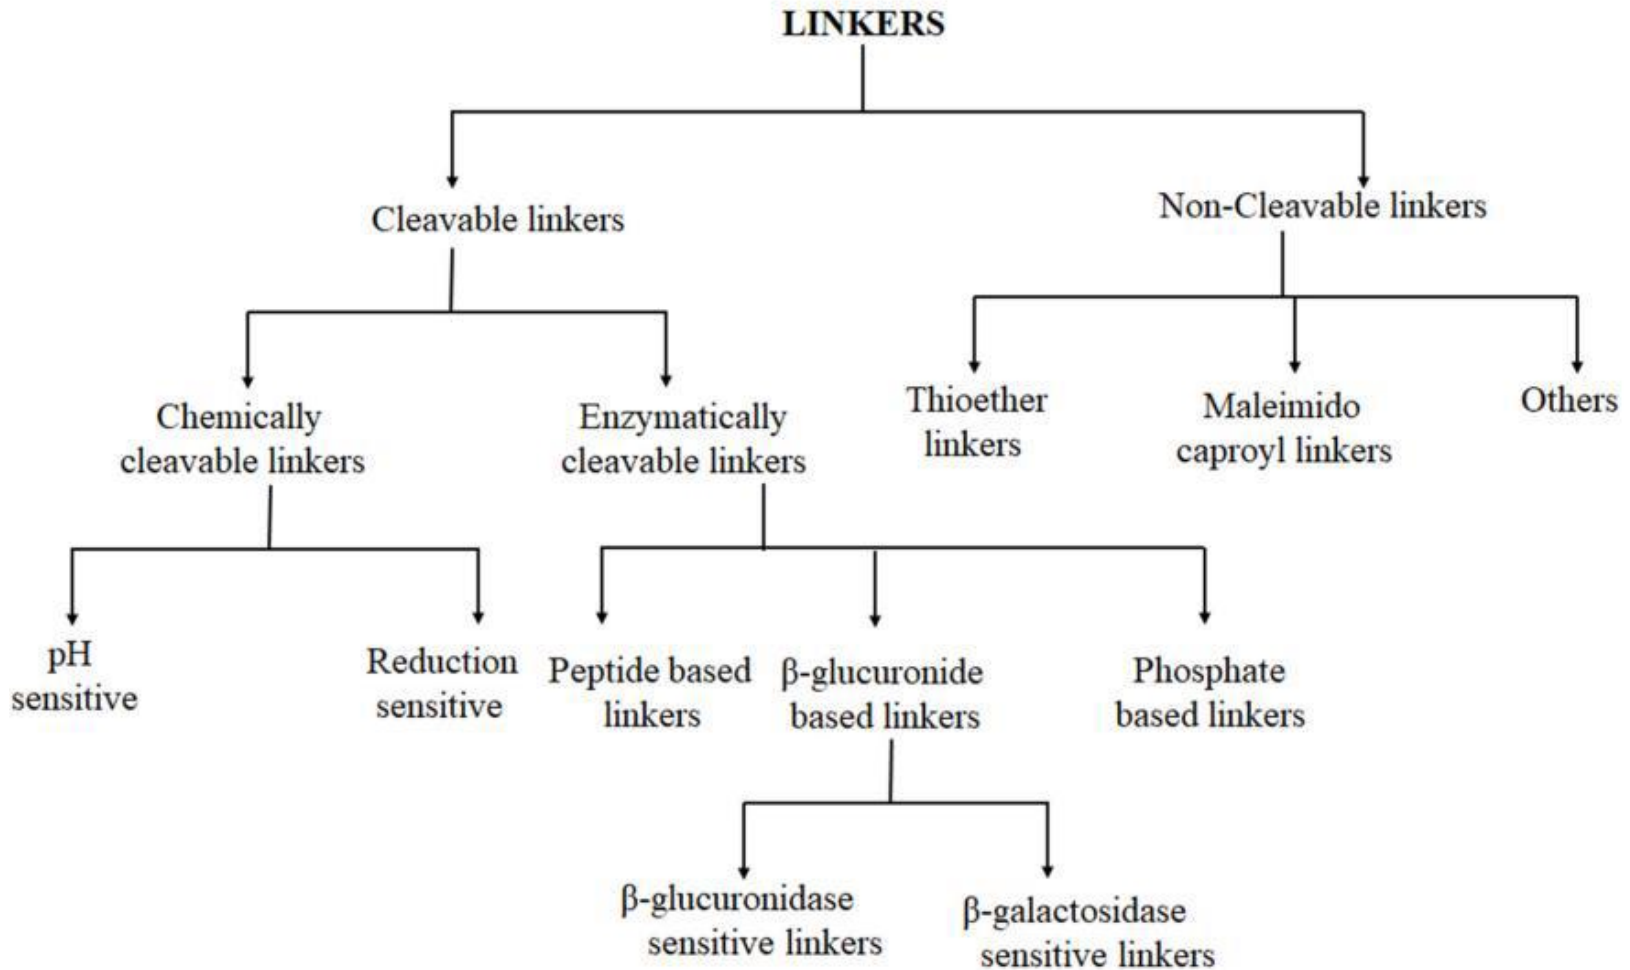 LINKERS
Cleavable linkers
Non-Cleavable linkers
Chemically
cleavable linkers
Enzymatically
cleavable linkers
Thioether
linkers
Maleimido
caproyl linkers
Others
pH
sensitive
Reduction
sensitive
Peptide based
linkers
β-glucuronide
based linkers
Phosphate
based linkers
β-glucuronidase
sensitive linkers
β-galactosidase
sensitive linkers